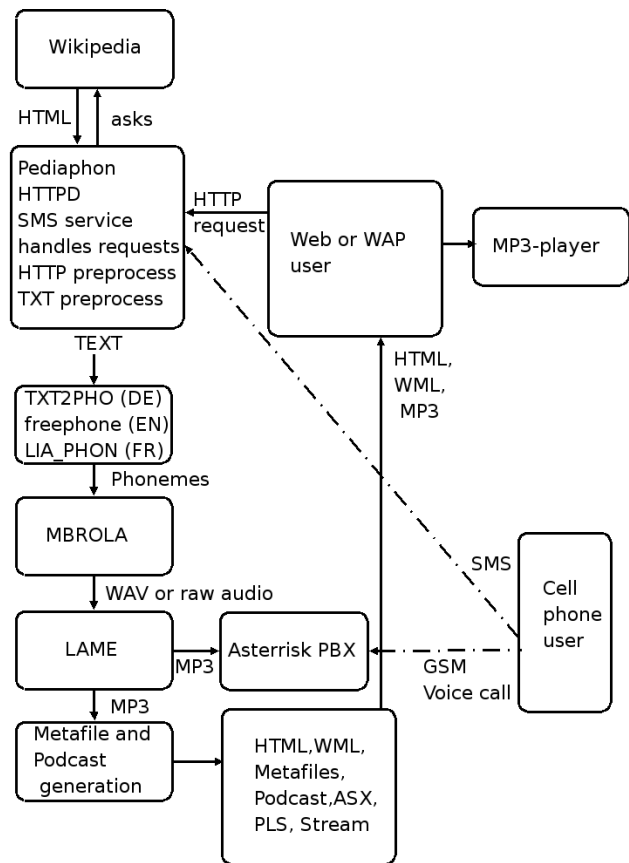 Wikipedia
HTML
asks
Pediaphon
HTTPD
SMS service
handles requests
HTTP preprocess
TXT preprocess
HTTP
request
Web or WAP
user
MP3-player
TEXT
HTML,
WML,
MP3
TXT2PHO (DE)
freephone (EN)
LIA_PHON (FR)
Phonemes
MBROLA
SMS
Cell
phone
user
WAV or raw audio
LAME
MP3
Asterrisk PBX
GSM
Voice call
MP3
Metafile and
Podcast
generation
HTML,WML,
Metafiles,
Podcast,ASX,
PLS, Stream